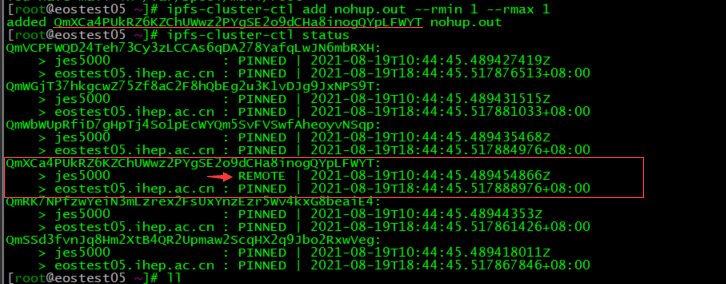 [root@eostest05 ~]# ipfs-cluster-ctl add nohup.out --rmin 1 --rmax 1
added QmXCa4PUkRZ6KZChUWwz2PYgSE2o9dCHa8inogQYpLFWYT nohup.out
[root@eostest05 ~]# ipfs-cluster-ctl status
QmVCPFWQD24Teh73Cy3zLCCAs6qDA278YafqLwJN6mbRXH:
> jes5000 : PINNED | 2021-08-19T10:44:45.489427419Z
> eostest05.ihep.ac.cn : PINNED | 2021-08-19T18:44:45.517876513+08:00
QmWGjT37hkgcwz75Zf8aC2F8hQbEg2u3K1vDJg9JxNPS9T:
> jes5000 : PINNED | 2021-08-19T10:44:45.489431515Z
> eostest05.ihep.ac.cn : PINNED | 2021-08-19T18:44:45.517881033+08:00
QmWbWUpRfiD7gHpTj4So1pEcWYQm5SvFVSwfAheoyvNSqp:
> jes5000 : PINNED | 2021-08-19T10:44:45.489435468Z
> eostest05.ihep.ac.cn : PINNED | 2021-08-19T18:44:45.517884976+08:00
QmXCa4PUkRZ6KZChUWwz2PYgSE2o9dCHa8inogQYpLFWYT:
> jes5000 : REMOTE | 2021-08-19T10:44:45.489454866Z
> eostest05.ihep.ac.cn : PINNED | 2021-08-19T18:44:45.517888976+08:00
QmRK7NPfzwYeiN3mLzrex2FsUxYnzEzr5Wv4kxG8beaiE4:
> jes5000 : PINNED | 2021-08-19T10:44:45.48944353Z
> eostest05.ihep.ac.cn : PINNED | 2021-08-19T18:44:45.517861426+08:00
QmSSd3fvnJq8Hm2XtB4QR2Upmaw2ScqHX2q9Jbo2RxwVeg:
> jes5000 : PINNED | 2021-08-19T10:44:45.489418011Z
> eostest05.ihep.ac.cn : PINNED | 2021-08-19T18:44:45.517867846+08:00
[root@eostest05 ~]# ll